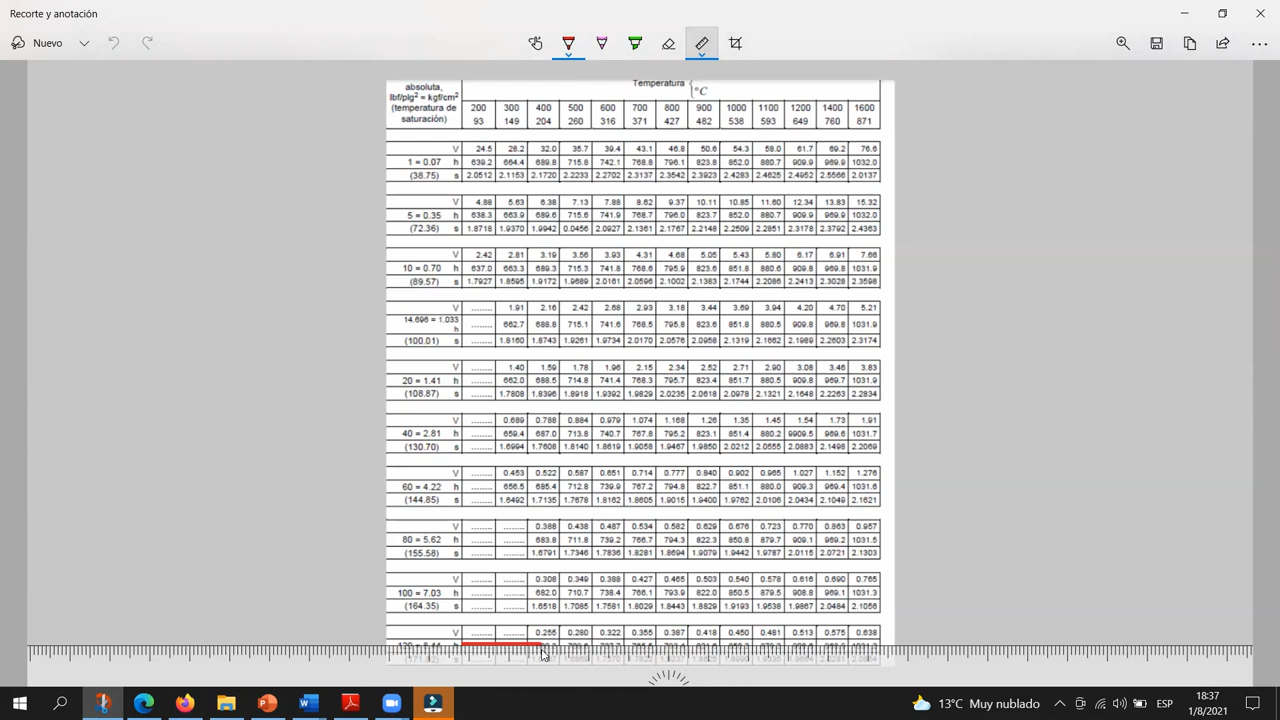 Recorte y anotación
Nuevo
absoluta,
lbf/plg² = kgf/cm²
(temperatura de
saturación)
Temperatura {
°C
200 300 400 500 600 700 800 900 1000 1100 1200 1400 1600
93 149 204 260 316 371 427 482 538 593 649 760 871
V 24.5 28.2 32.0 35.7 39.4 43.1 46.8 50.6 54.3 58.0 61.7 69.2 76.6
1 = 0.07 h 639.2 664.4 689.8 715.8 742.1 768.8 796.1 823.8 852.0 880.7 909.9 969.9 1032.0
(38.75) s 2.0512 2.1153 2.1720 2.2233 2.2702 2.3137 2.3542 2.3923 2.4283 2.4625 2.4952 2.5566 2.0137
V 4.88 5.63 6.38 7.13 7.88 8.62 9.37 10.11 10.85 11.60 12.34 13.83 15.32
5 = 0.35 h 638.3 663.9 689.6 715.6 741.9 768.7 796.0 823.7 852.0 880.7 909.9 969.9 1032.0
(72.36) s 1.8718 1.9370 1.9942 0.0456 2.0927 2.1361 2.1767 2.2148 2.2509 2.2851 2.3178 2.3792 2.4363
V 2.42 2.81 3.19 3.56 3.93 4.31 4.68 5.05 5.43 5.80 6.17 6.91 7.66
10 = 0.70 h 637.0 663.3 689.3 715.3 741.8 768.6 795.9 823.6 851.8 880.6 909.8 969.8 1031.9
(89.57) s 1.7927 1.8595 1.9172 1.9689 2.0161 2.0596 2.1002 2.1383 2.1744 2.2086 2.2413 2.3028 2.3598
V ........ 1.91 2.16 2.42 2.68 2.93 3.18 3.44 3.69 3.94 4.20 4.70 5.21
14.696 = 1.033 h ........ 662.7 688.8 715.1 741.6 768.5 795.8 823.6 851.8 880.5 909.8 969.8 1031.9
(100.01) s ........ 1.8160 1.8743 1.9261 1.9734 2.0170 2.0576 2.0958 2.1319 2.1662 2.1989 2.2603 2.3174
V ........ 1.40 1.59 1.78 1.96 2.15 2.34 2.52 2.71 2.90 3.08 3.46 3.83
20 = 1.41 h ........ 662.0 688.5 714.8 741.4 768.3 795.7 823.4 851.7 880.5 909.8 969.7 1031.9
(108.87) s ........ 1.7808 1.8396 1.8918 1.9392 1.9829 2.0235 2.0618 2.0978 2.1321 2.1648 2.2263 2.2834
V ........ 0.689 0.788 0.884 0.979 1.074 1.168 1.26 1.35 1.45 1.54 1.73 1.91
40 = 2.81 h ........ 659.4 687.0 713.8 740.7 767.8 795.2 823.1 851.4 880.2 9909.5 969.6 1031.7
(130.70) s ........ 1.6994 1.7608 1.8140 1.8619 1.9058 1.9467 1.9850 2.0212 2.0555 2.0883 2.1498 2.2069
V ........ 0.453 0.522 0.587 0.651 0.714 0.777 0.840 0.902 0.965 1.027 1.152 1.276
60 = 4.22 h ........ 656.5 685.4 712.8 739.9 767.2 794.8 822.7 851.1 880.0 909.3 969.4 1031.6
(144.85) s ........ 1.6492 1.7135 1.7678 1.8162 1.8605 1.9015 1.9400 1.9762 2.0106 2.0434 2.1049 2.1621
V ........ ........ 0.388 0.438 0.487 0.534 0.582 0.629 0.676 0.723 0.770 0.863 0.957
80 = 5.62 h ........ ........ 683.8 711.8 739.2 766.7 794.3 822.3 850.8 879.7 909.1 969.2 1031.5
(155.58) s ........ ........ 1.6791 1.7346 1.7836 1.8281 1.8694 1.9079 1.9442 1.9787 2.0115 2.0721 2.1303
V ........ ........ 0.308 0.349 0.388 0.427 0.465 0.503 0.540 0.578 0.616 0.690 0.765
100 = 7.03 h ........ ........ 682.0 710.7 738.4 766.1 793.9 822.0 850.5 879.5 908.8 969.1 1031.3
(164.35) s ........ ........ 1.6518 1.7085 1.7581 1.8029 1.8443 1.8829 1.9193 1.9538 1.9867 2.0484 2.1056
V ........ ........ 0.255 0.280 0.322 0.355 0.387 0.418 0.450 0.481 0.513 0.575 0.638
13°C Muy nublado
ESP
18:37
1/8/2021